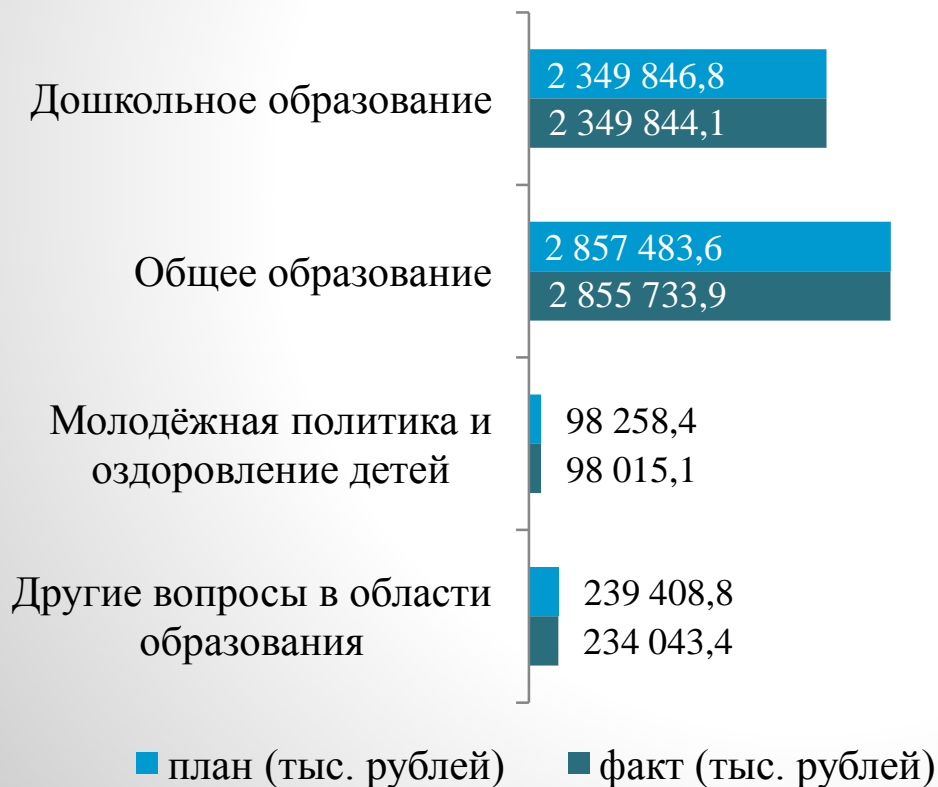 Дошкольное образование
2 349 846,8
2 349 844,1
Общее образование
2 857 483,6
2 855 733,9
Молодёжная политика и
оздоровление детей
98 258,4
98 015,1
Другие вопросы в области
образования
239 408,8
234 043,4
план (тыс. рублей)
факт (тыс. рублей)